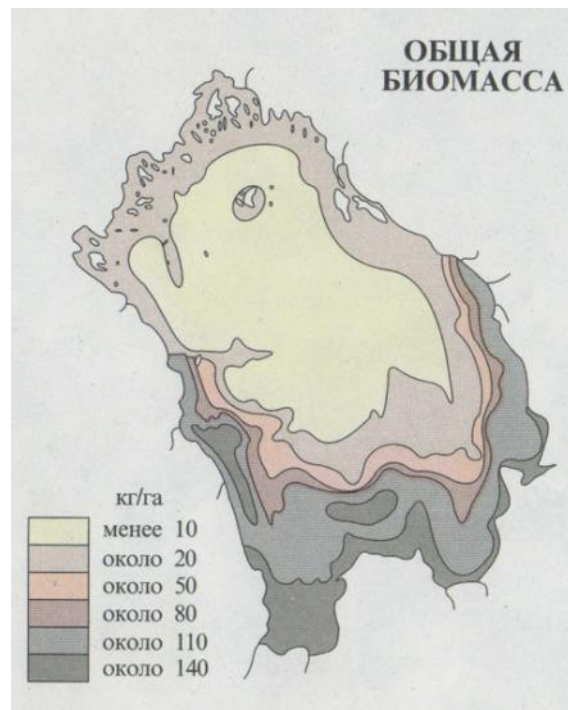 ОБЩАЯ
БИОМАССА
кг/га
менее 10
около 20
около 50
около 80
около 110
около 140